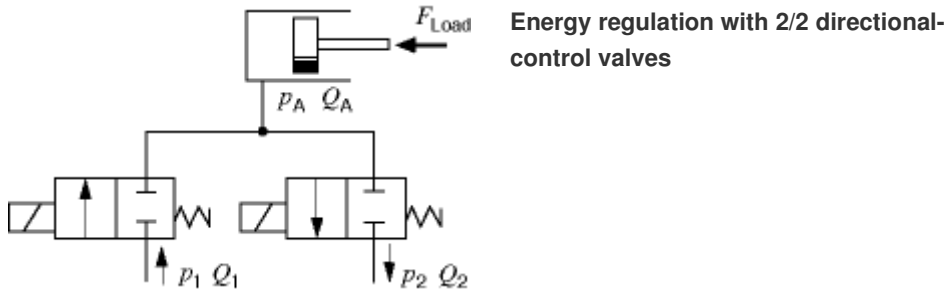 F_Load
Energy regulation with 2/2 directional-
control valves
p_A Q_A
p_1 Q_1
p_2 Q_2